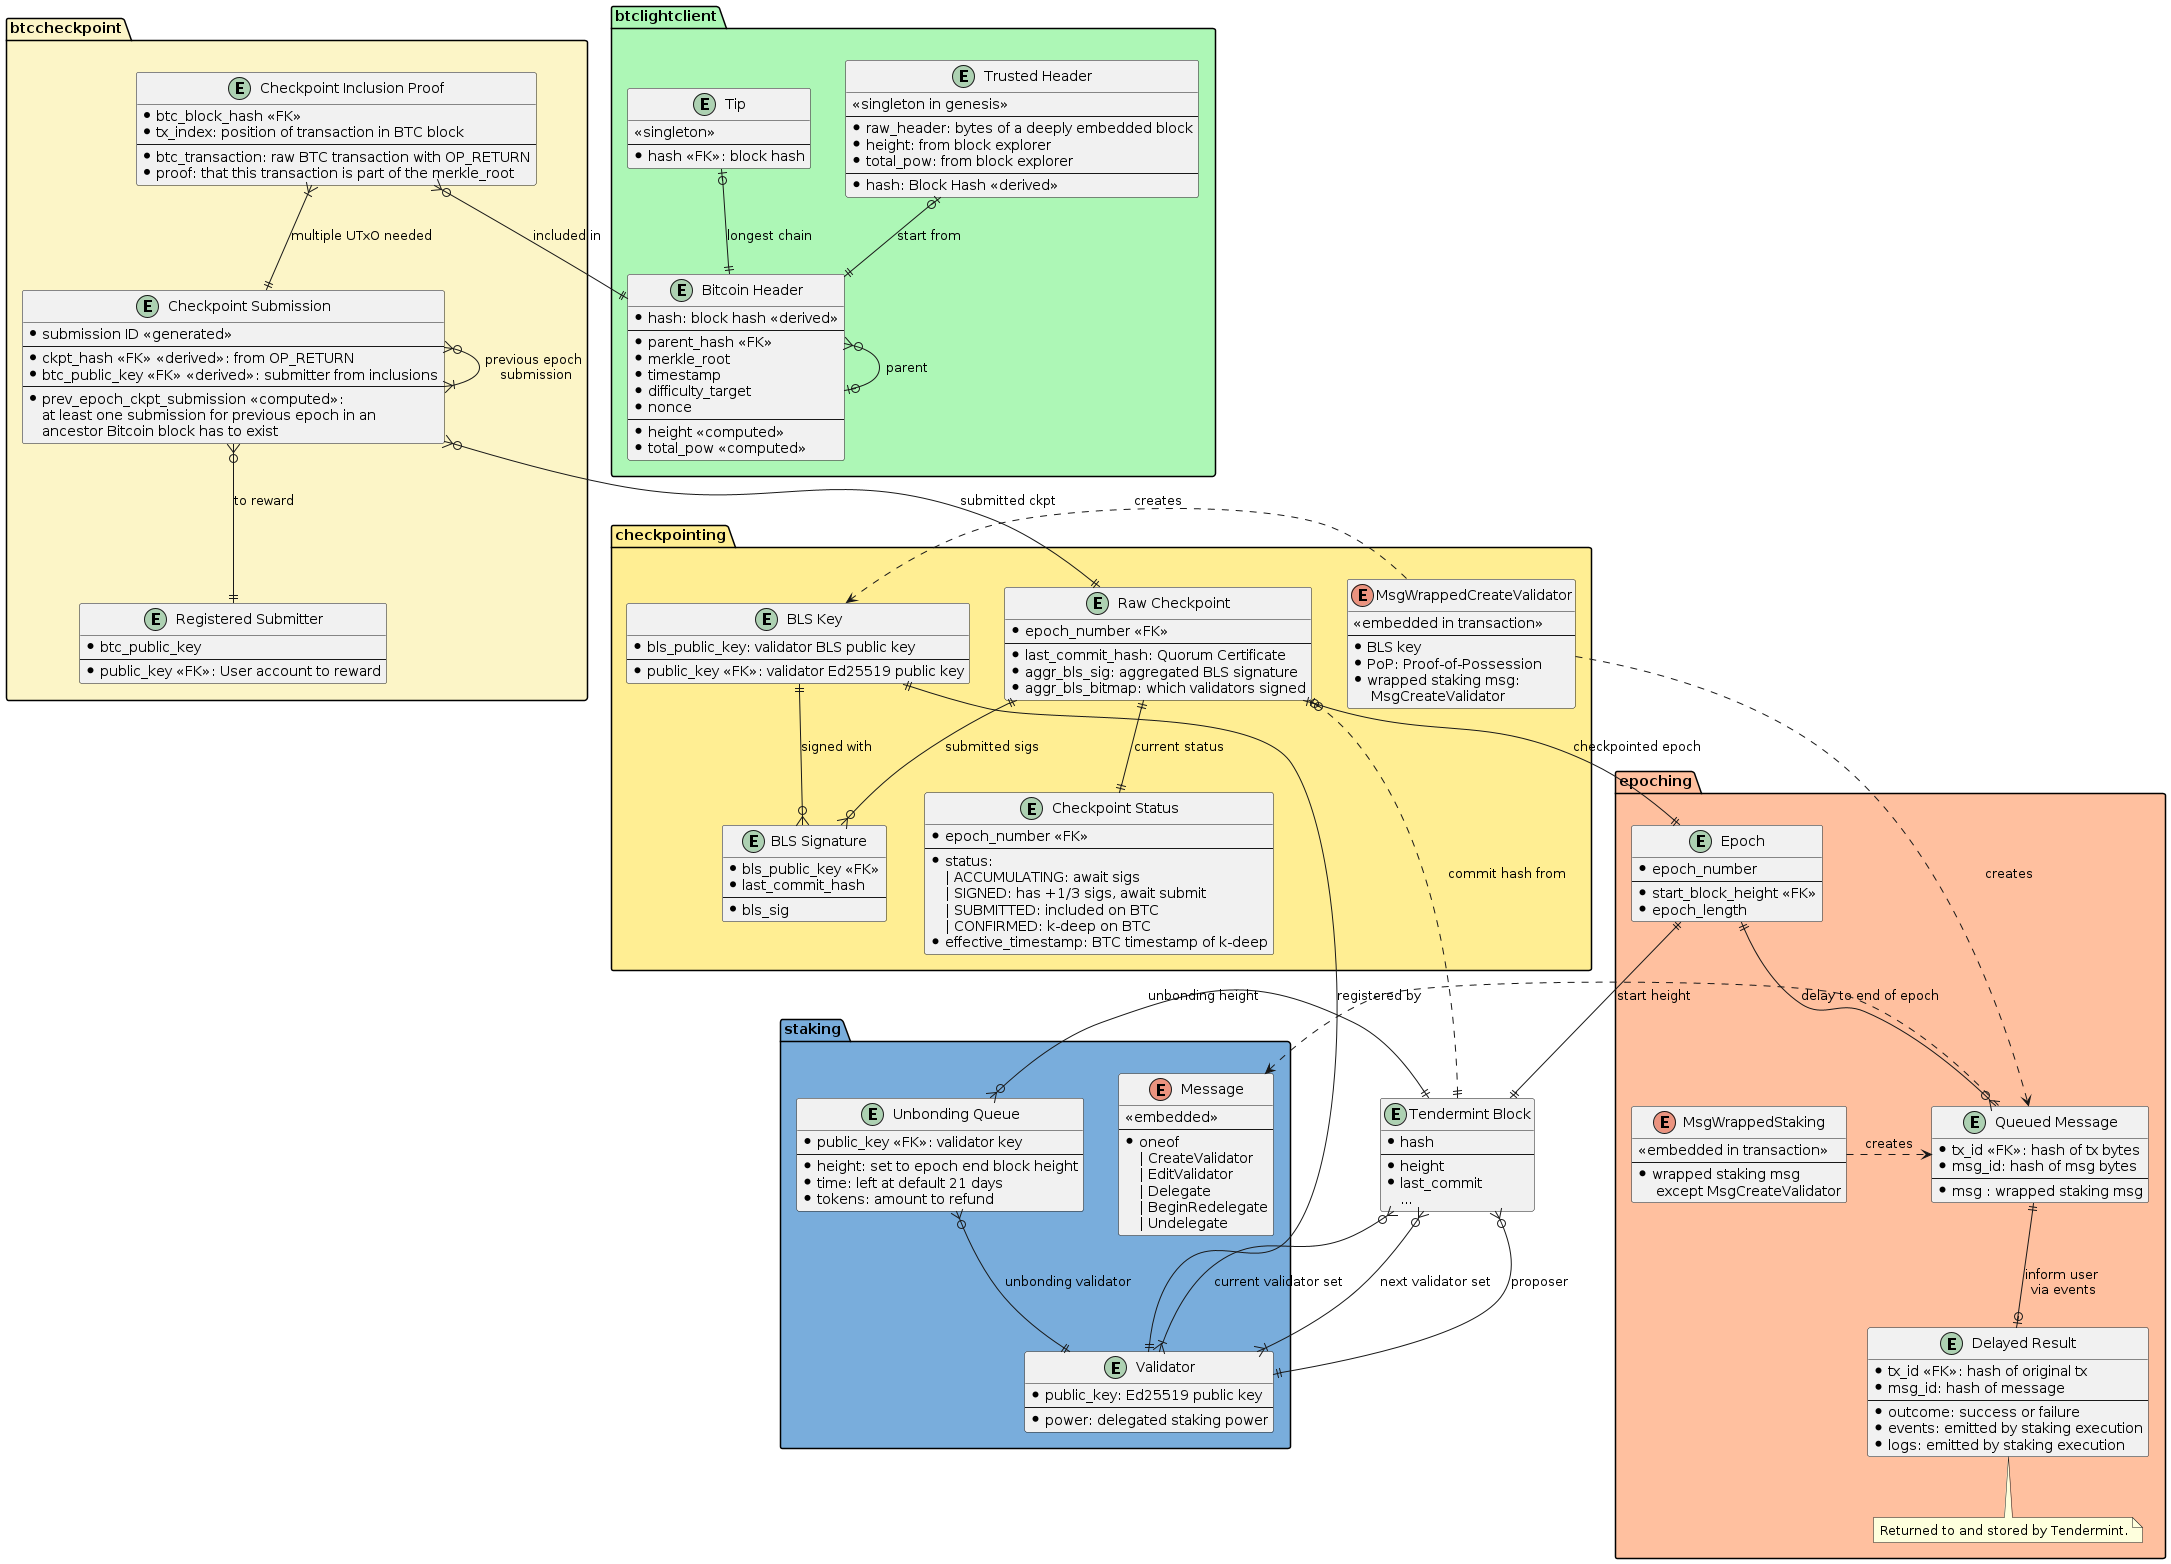 btccheckpoint
E Checkpoint Inclusion Proof
btc_block_hash «FK»
tx_index: position of transaction in BTC block
btc_transaction: raw BTC transaction with OP_RETURN
proof: that this transaction is part of the merkle_root
multiple UTxO needed
included in
E Checkpoint Submission
submission ID «generated»
ckpt_hash «FK» «derived»: from OP_RETURN
btc_public_key «FK» «derived»: submitter from inclusions
prev_epoch_ckpt_submission «computed»:
at least one submission for previous epoch in an
ancestor Bitcoin block has to exist
previous epoch
submission
to reward
E Registered Submitter
btc_public_key
public_key «FK»: User account to reward
btclightclient
E Tip
«singleton»
hash «FK»: block hash
E Trusted Header
«singleton in genesis»
raw_header: bytes of a deeply embedded block
height: from block explorer
total_pow: from block explorer
hash: Block Hash «derived»
longest chain
start from
E Bitcoin Header
hash: block hash «derived»
parent_hash «FK»
merkle_root
timestamp
difficulty_target
nonce
height «computed»
total_pow «computed»
parent
submitted ckpt
creates
checkpointing
E BLS Key
bls_public_key: validator BLS public key
public_key «FK»: validator Ed25519 public key
E Raw Checkpoint
epoch_number «FK»
last_commit_hash: Quorum Certificate
aggr_bls_sig: aggregated BLS signature
aggr_bls_bitmap: which validators signed
E MsgWrappedCreateValidator
«embedded in transaction»
BLS key
PoP: Proof-of-Possession
wrapped staking msg:
MsgCreateValidator
signed with
submitted sigs
current status
checkpointed epoch
E BLS Signature
bls_public_key «FK»
last_commit_hash
bls_sig
E Checkpoint Status
epoch_number «FK»
status:
| ACCUMULATING: await sigs
| SIGNED: has +1/3 sigs, await submit
| SUBMITTED: included on BTC
| CONFIRMED: k-deep on BTC
effective_timestamp: BTC timestamp of k-deep
commit hash from
creates
epoching
E Epoch
epoch_number
start_block_height «FK»
epoch_length
unbonding height
registered by
start height
delay to end of epoch
staking
E Unbonding Queue
public_key «FK»: validator key
height: set to epoch end block height
time: left at default 21 days
tokens: amount to refund
E Message
«embedded»
oneof
| CreateValidator
| EditValidator
| Delegate
| BeginRedelegate
| Undelegate
E Tendermint Block
hash
height
last_commit
...
E MsgWrappedStaking
«embedded in transaction»
wrapped staking msg
except MsgCreateValidator
creates
E Queued Message
tx_id «FK»: hash of tx bytes
msg_id: hash of msg bytes
msg : wrapped staking msg
unbonding validator
current validator set
next validator set
proposer
inform user
via events
E Validator
public_key: Ed25519 public key
power: delegated staking power
E Delayed Result
tx_id «FK»: hash of original tx
msg_id: hash of message
outcome: success or failure
events: emitted by staking execution
logs: emitted by staking execution
Returned to and stored by Tendermint.